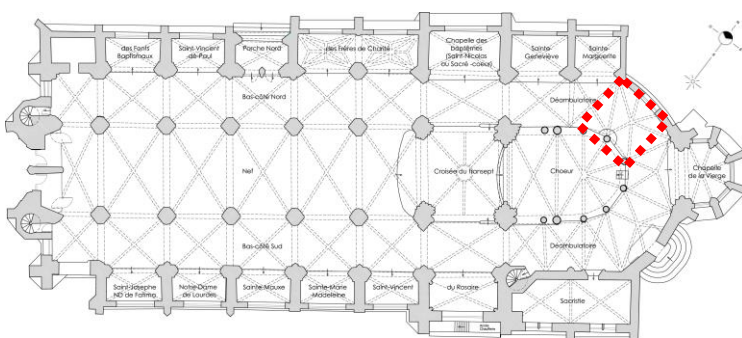 des Fonts
Baptismaux
Saint-Vincent
de-Paul
Porche Nord
des Frères de Charité
Chapelle des
baptêmes
(Saint-Nicolas
au Sacré -coeur)
Sainte-
Geneviève
Sainte-
Marguerite
Bas-côté Nord
Déambulatoire
Nef
Croisée du transept
Choeur
Chapelle
de la Vierge
Bas-côté Sud
Déambulatoire
Saint-Josephe
ND de Fatima
Notre-Dame
de Lourdes
Sainte-Mauxe
Sainte-Marie
Madeleine
Saint-Vincent
du Rosaire
Sacristie